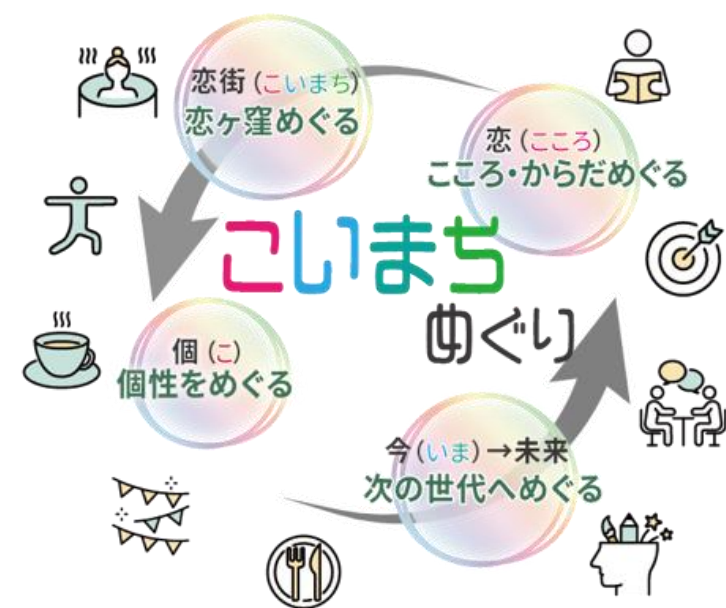 恋街(こいまち)
恋ヶ窪めぐる
恋(こころ)
こころ・からだめぐる
こいまち
めぐり
個(こ)
個性をめぐる
今(いま)→未来
次の世代へめぐる